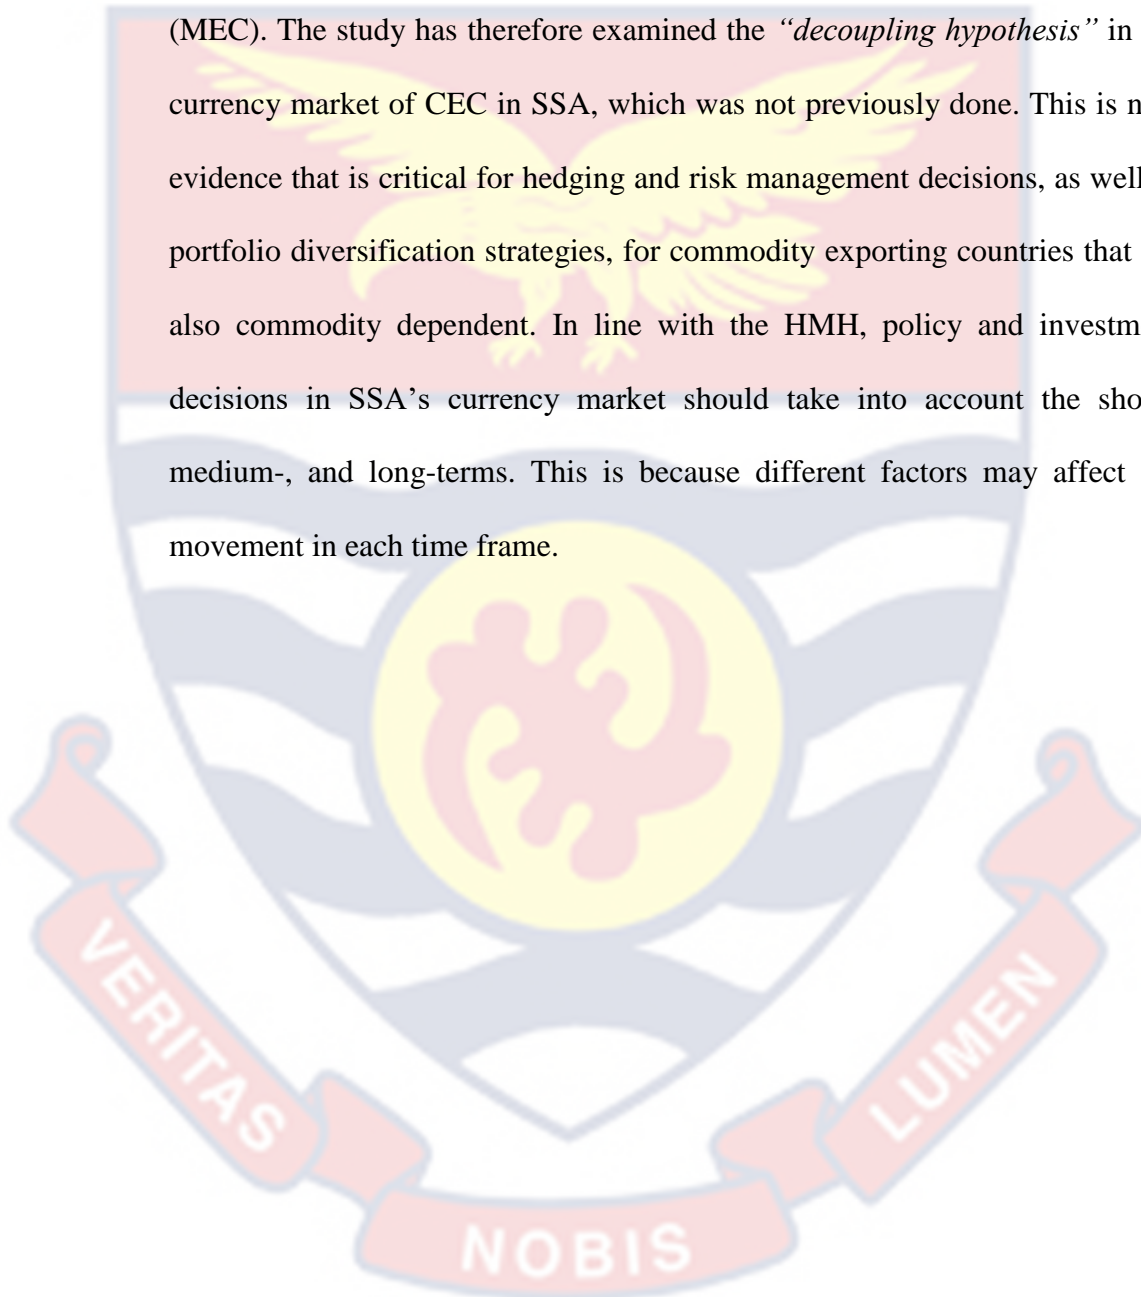 (MEC). The study has therefore examined the “decoupling hypothesis” in
currency market of CEC in SSA, which was not previously done. This is
evidence that is critical for hedging and risk management decisions, as well
portfolio diversification strategies, for commodity exporting countries that
also commodity dependent. In line with the HMH, policy and
decisions in SSA’s currency market should take into account the
medium-, and long-terms. This is because different factors may affect
movement in each time frame.
VERITAS
NOBIS
LUMEN